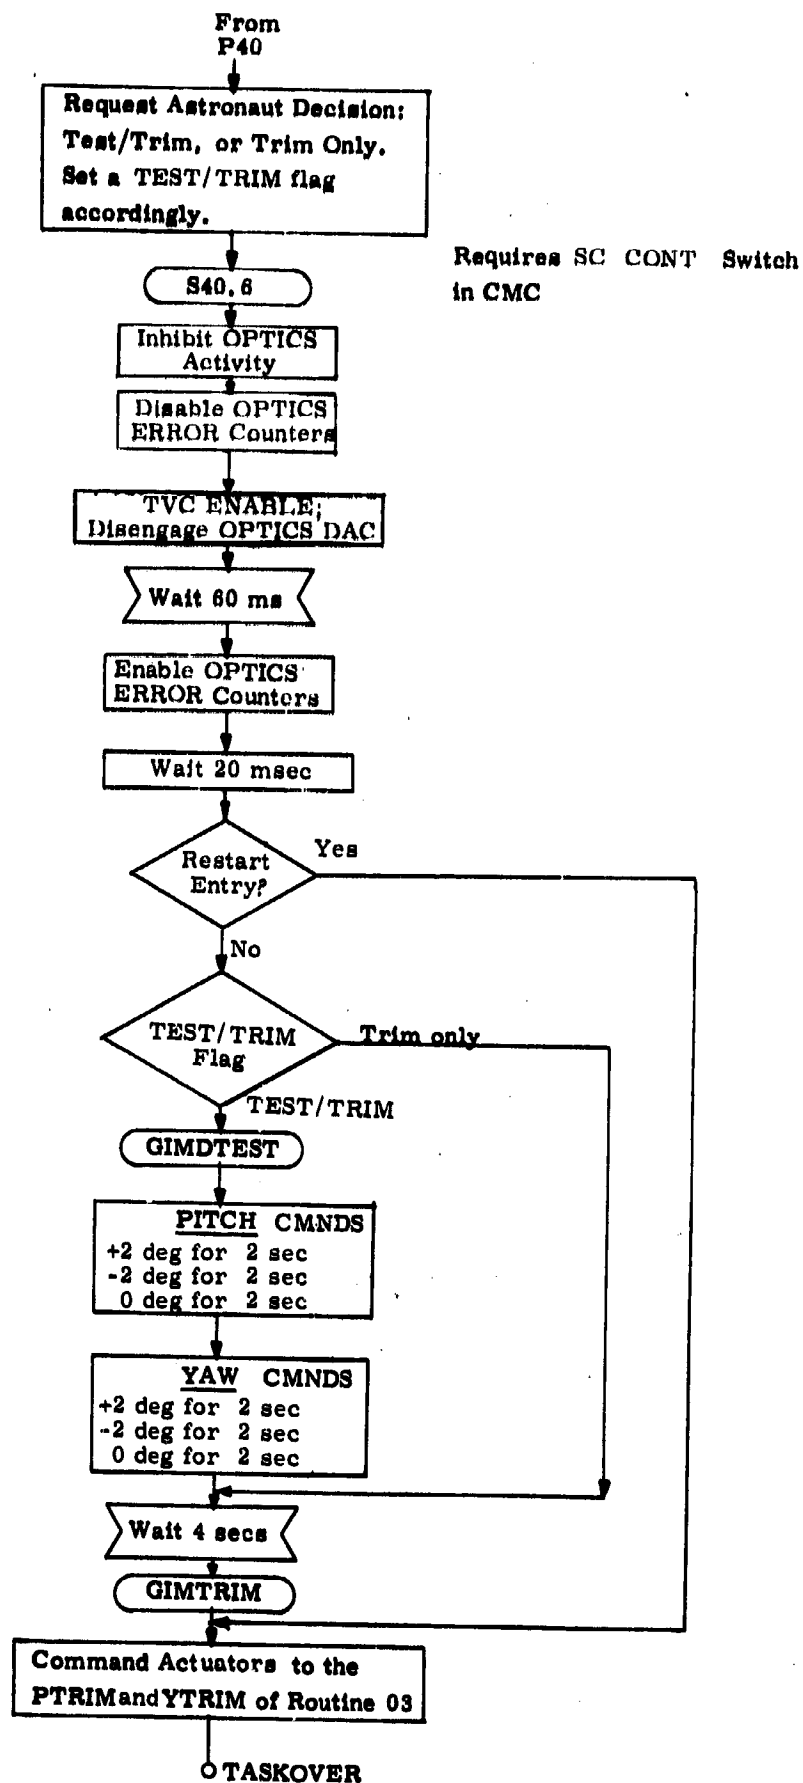 From
P40
Request Astronaut Decision:
Test/Trim, or Trim Only.
Set a TEST/TRIM flag
accordingly.
Requires SC CONT Switch
in CMC
S40.6
Inhibit OPTICS
Activity
Disable OPTICS
ERROR Counters
TVC ENABLE;
Disengage OPTICS DAC
Wait 60 ms
Enable OPTICS
ERROR Counters
Wait 20 msec
Restart
Entry?
Yes
No
TEST/TRIM
Flag
Trim only
TEST/TRIM
GIMDTEST
PITCH CMNDS
+2 deg for 2 sec
-2 deg for 2 sec
0 deg for 2 sec
YAW CMNDS
+2 deg for 2 sec
-2 deg for 2 sec
0 deg for 2 sec
Wait 4 secs
GIMTRIM
Command Actuators to the
PTRIM and YTRIM of Routine 03
TASKOVER